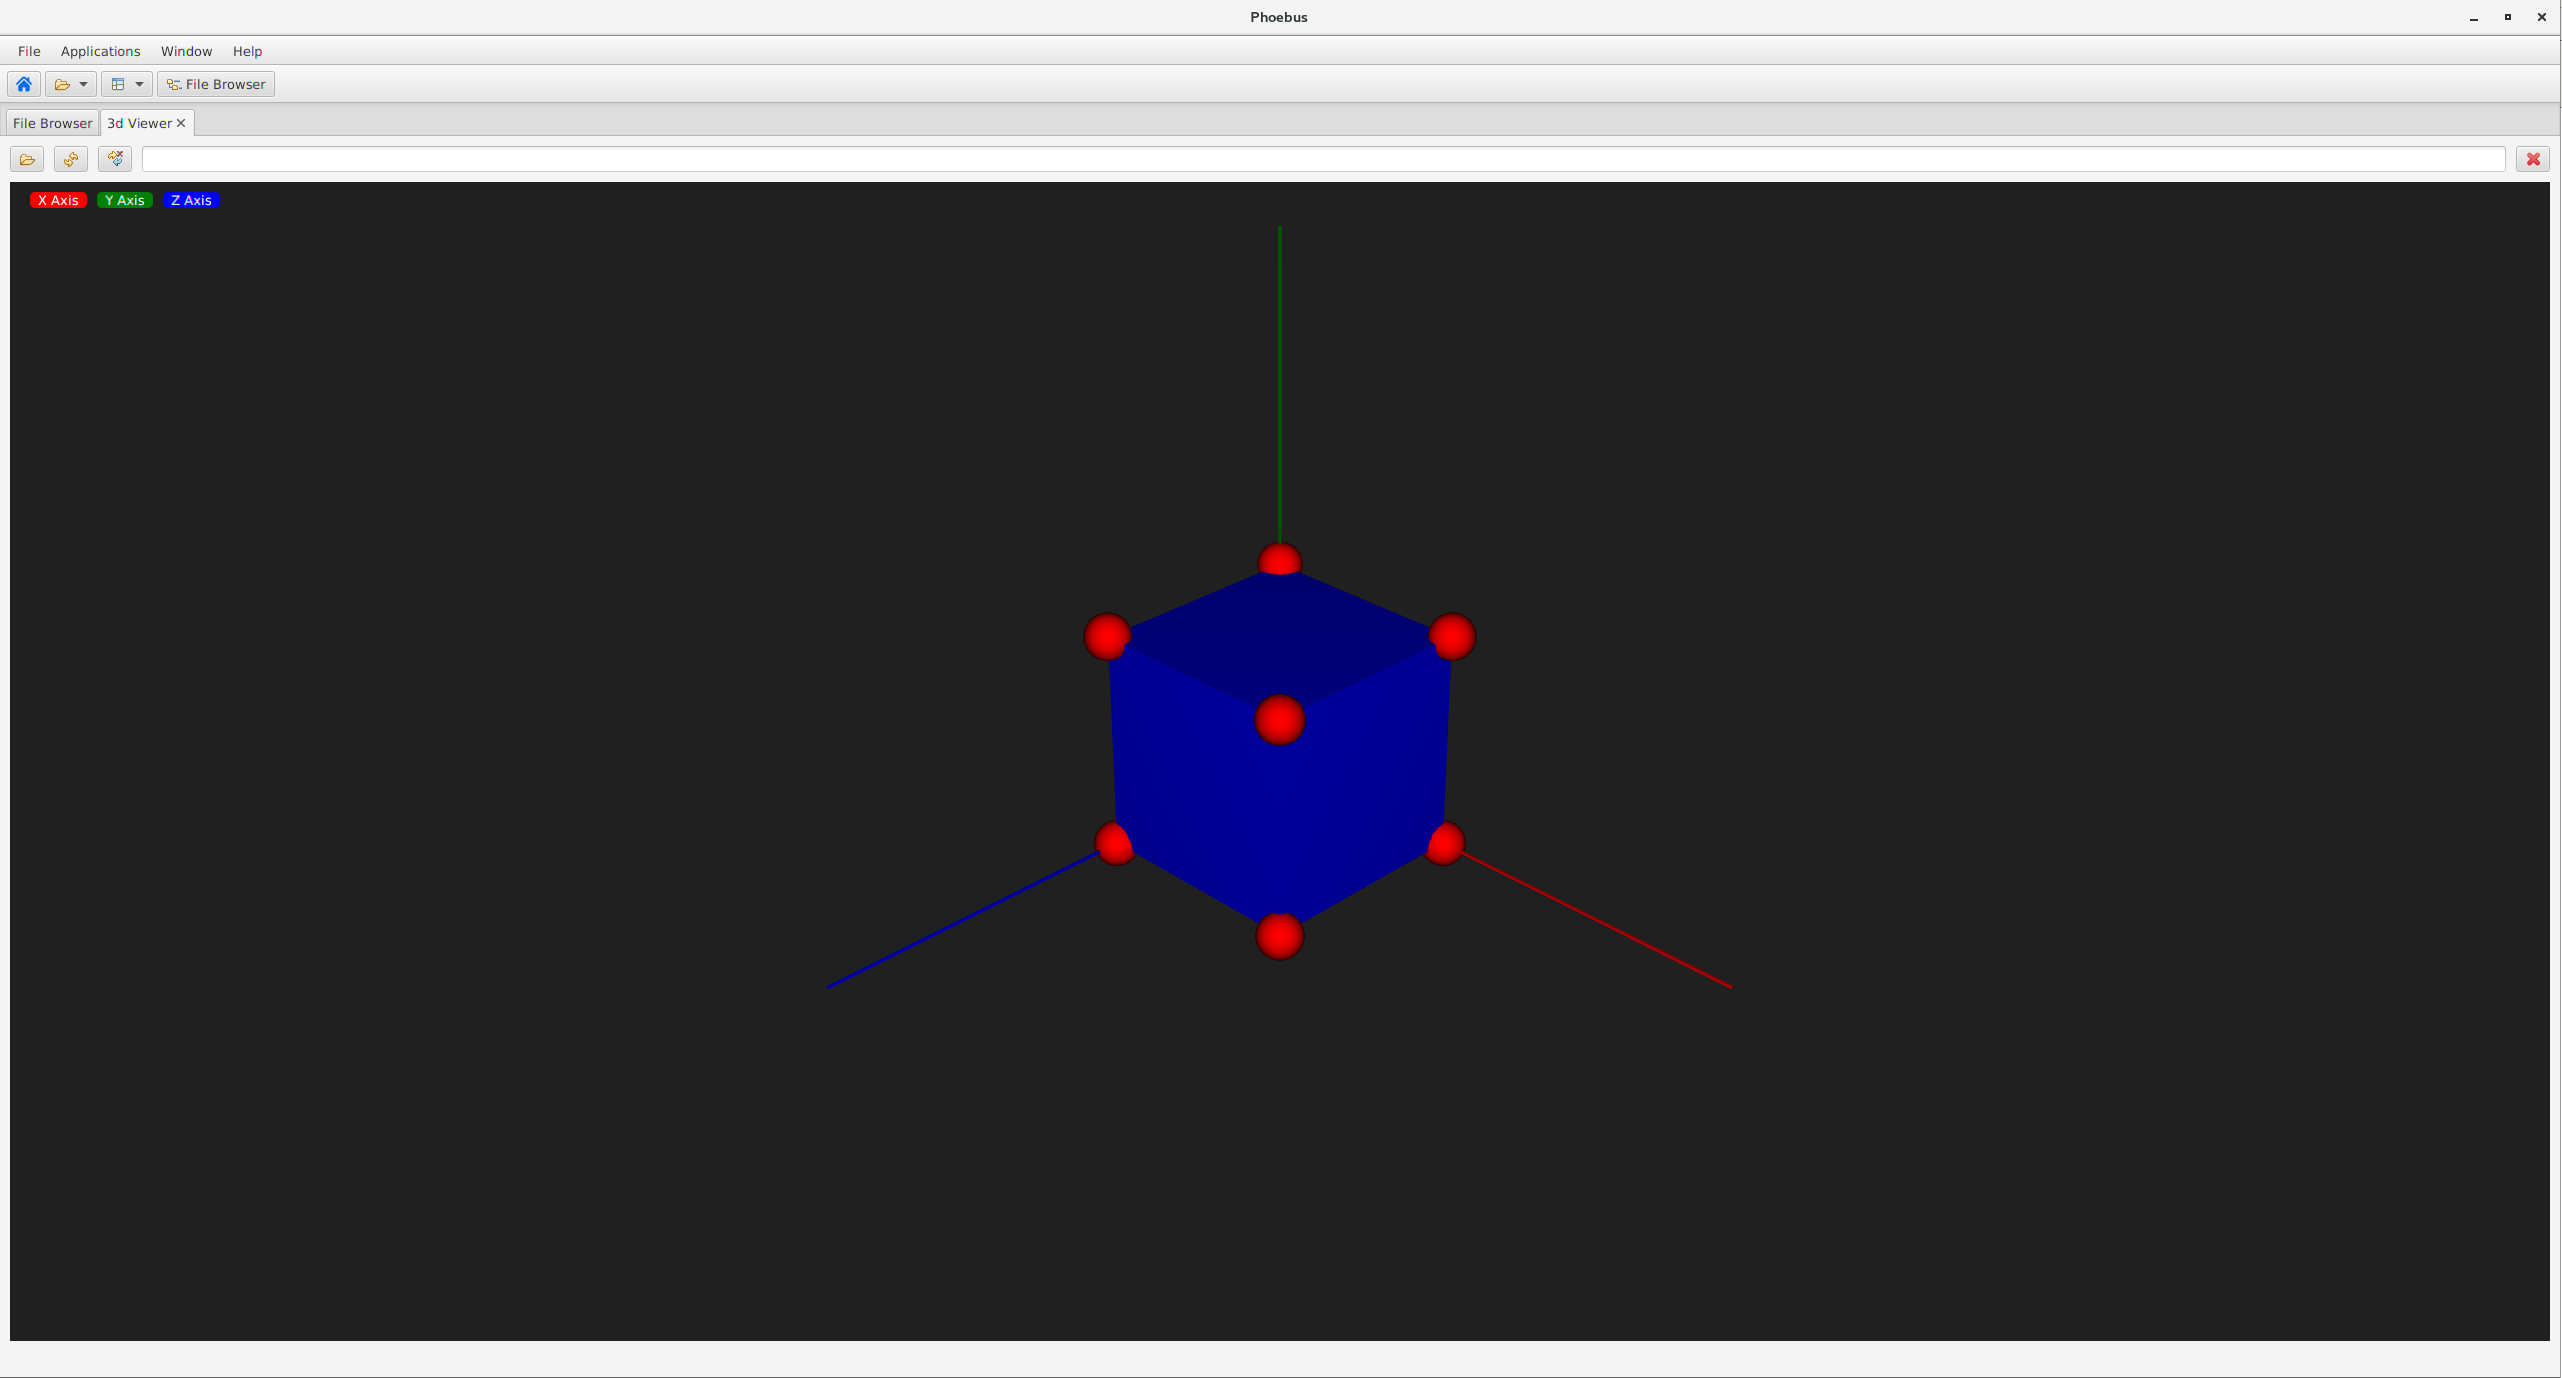 Phoebus
File Applications Window Help
File Browser
File Browser 3d Viewer
X Axis Y Axis Z Axis